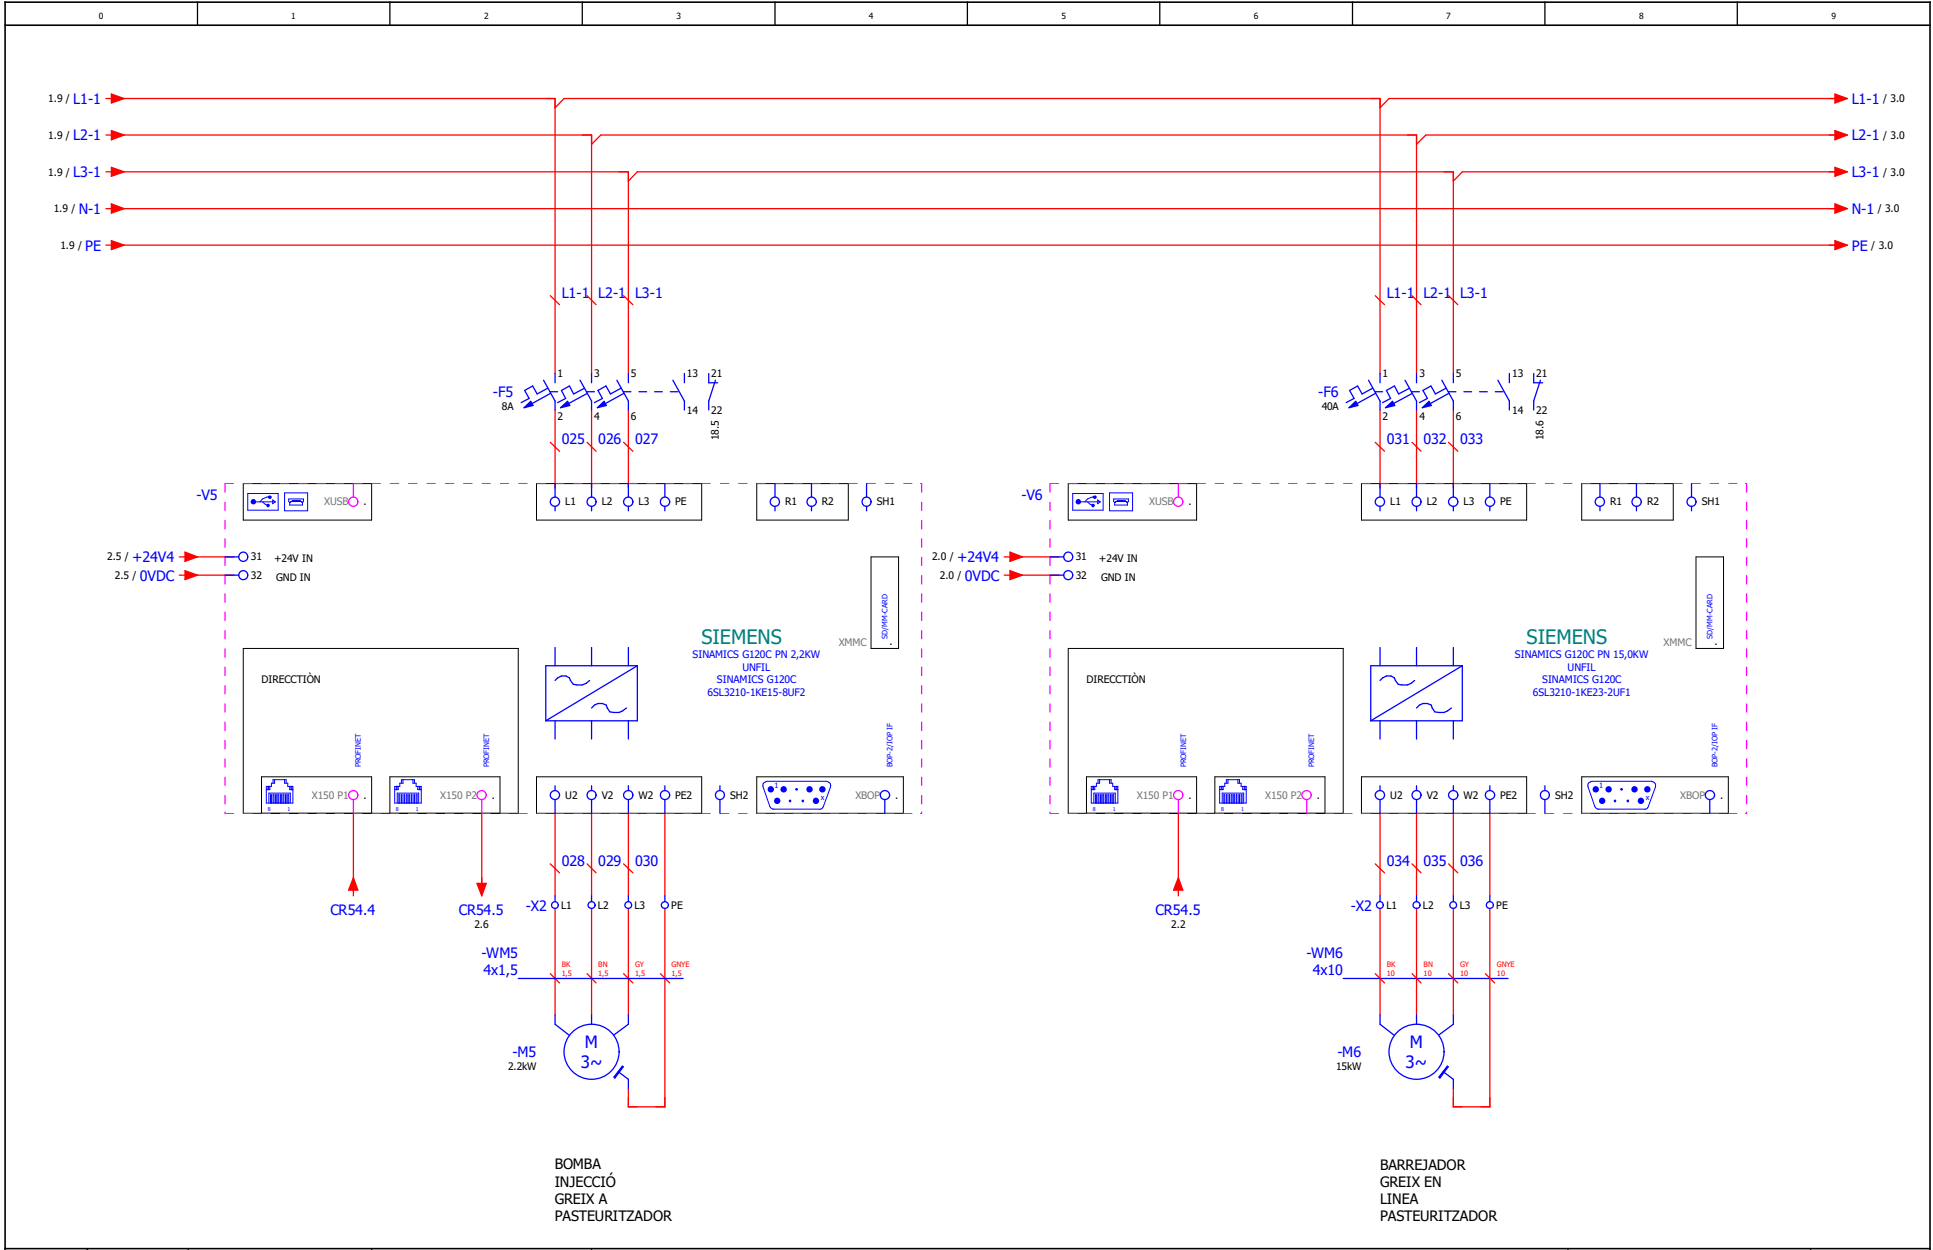 0 1 2 3 4 5 6 7 8 9
1.9 / L1-1 L1-1 / 3.0
1.9 / L2-1 L2-1 / 3.0
1.9 / L3-1 L3-1 / 3.0
1.9 / N-1 N-1 / 3.0
1.9 / PE PE / 3.0
L1-1 L2-1 L3-1
-F5
8A
1 3 5 13 21
2 4 6 14 22
18.5
025 026 027
-V5
XUSB .
L1 L2 L3 PE
R1 R2 SH1
2.5 / +24V4 31 +24V IN
2.5 / 0VDC 32 GND IN
SD/MM-CARD
XMMC .
SIEMENS
SINAMICS G120C PN 2,2KW
UNFIL
SINAMICS G120C
6SL3210-1KE15-8UF2
DIRECCTIÒN
PROFINET
PROFINET
BOP-2/IOP IF
8 1
X150 P1 .
8 1
X150 P2 .
U2 V2 W2 PE2 SH2
1 X
XBOP .
028 029 030
CR54.4
CR54.5
2.6
-X2 L1 L2 L3 PE
-WM5
4x1,5
BK BN GY GNYE
1,5 1,5 1,5 1,5
-M5
2.2kW
M
3~
BOMBA
INJECCIÓ
GREIX A
PASTEURITZADOR
L1-1 L2-1 L3-1
-F6
40A
1 3 5 13 21
2 4 6 14 22
18.6
031 032 033
-V6
XUSB .
L1 L2 L3 PE
R1 R2 SH1
2.0 / +24V4 31 +24V IN
2.0 / 0VDC 32 GND IN
SD/MM-CARD
XMMC .
SIEMENS
SINAMICS G120C PN 15,0KW
UNFIL
SINAMICS G120C
6SL3210-1KE23-2UF1
DIRECCTIÒN
PROFINET
PROFINET
BOP-2/IOP IF
8 1
X150 P1 .
8 1
X150 P2 .
U2 V2 W2 PE2 SH2
1 X
XBOP .
034 035 036
CR54.5
2.2
-X2 L1 L2 L3 PE
-WM6
4x10
BK BN GY GNYE
10 10 10 10
-M6
15kW
M
3~
BARREJADOR
GREIX EN
LINEA
PASTEURITZADOR